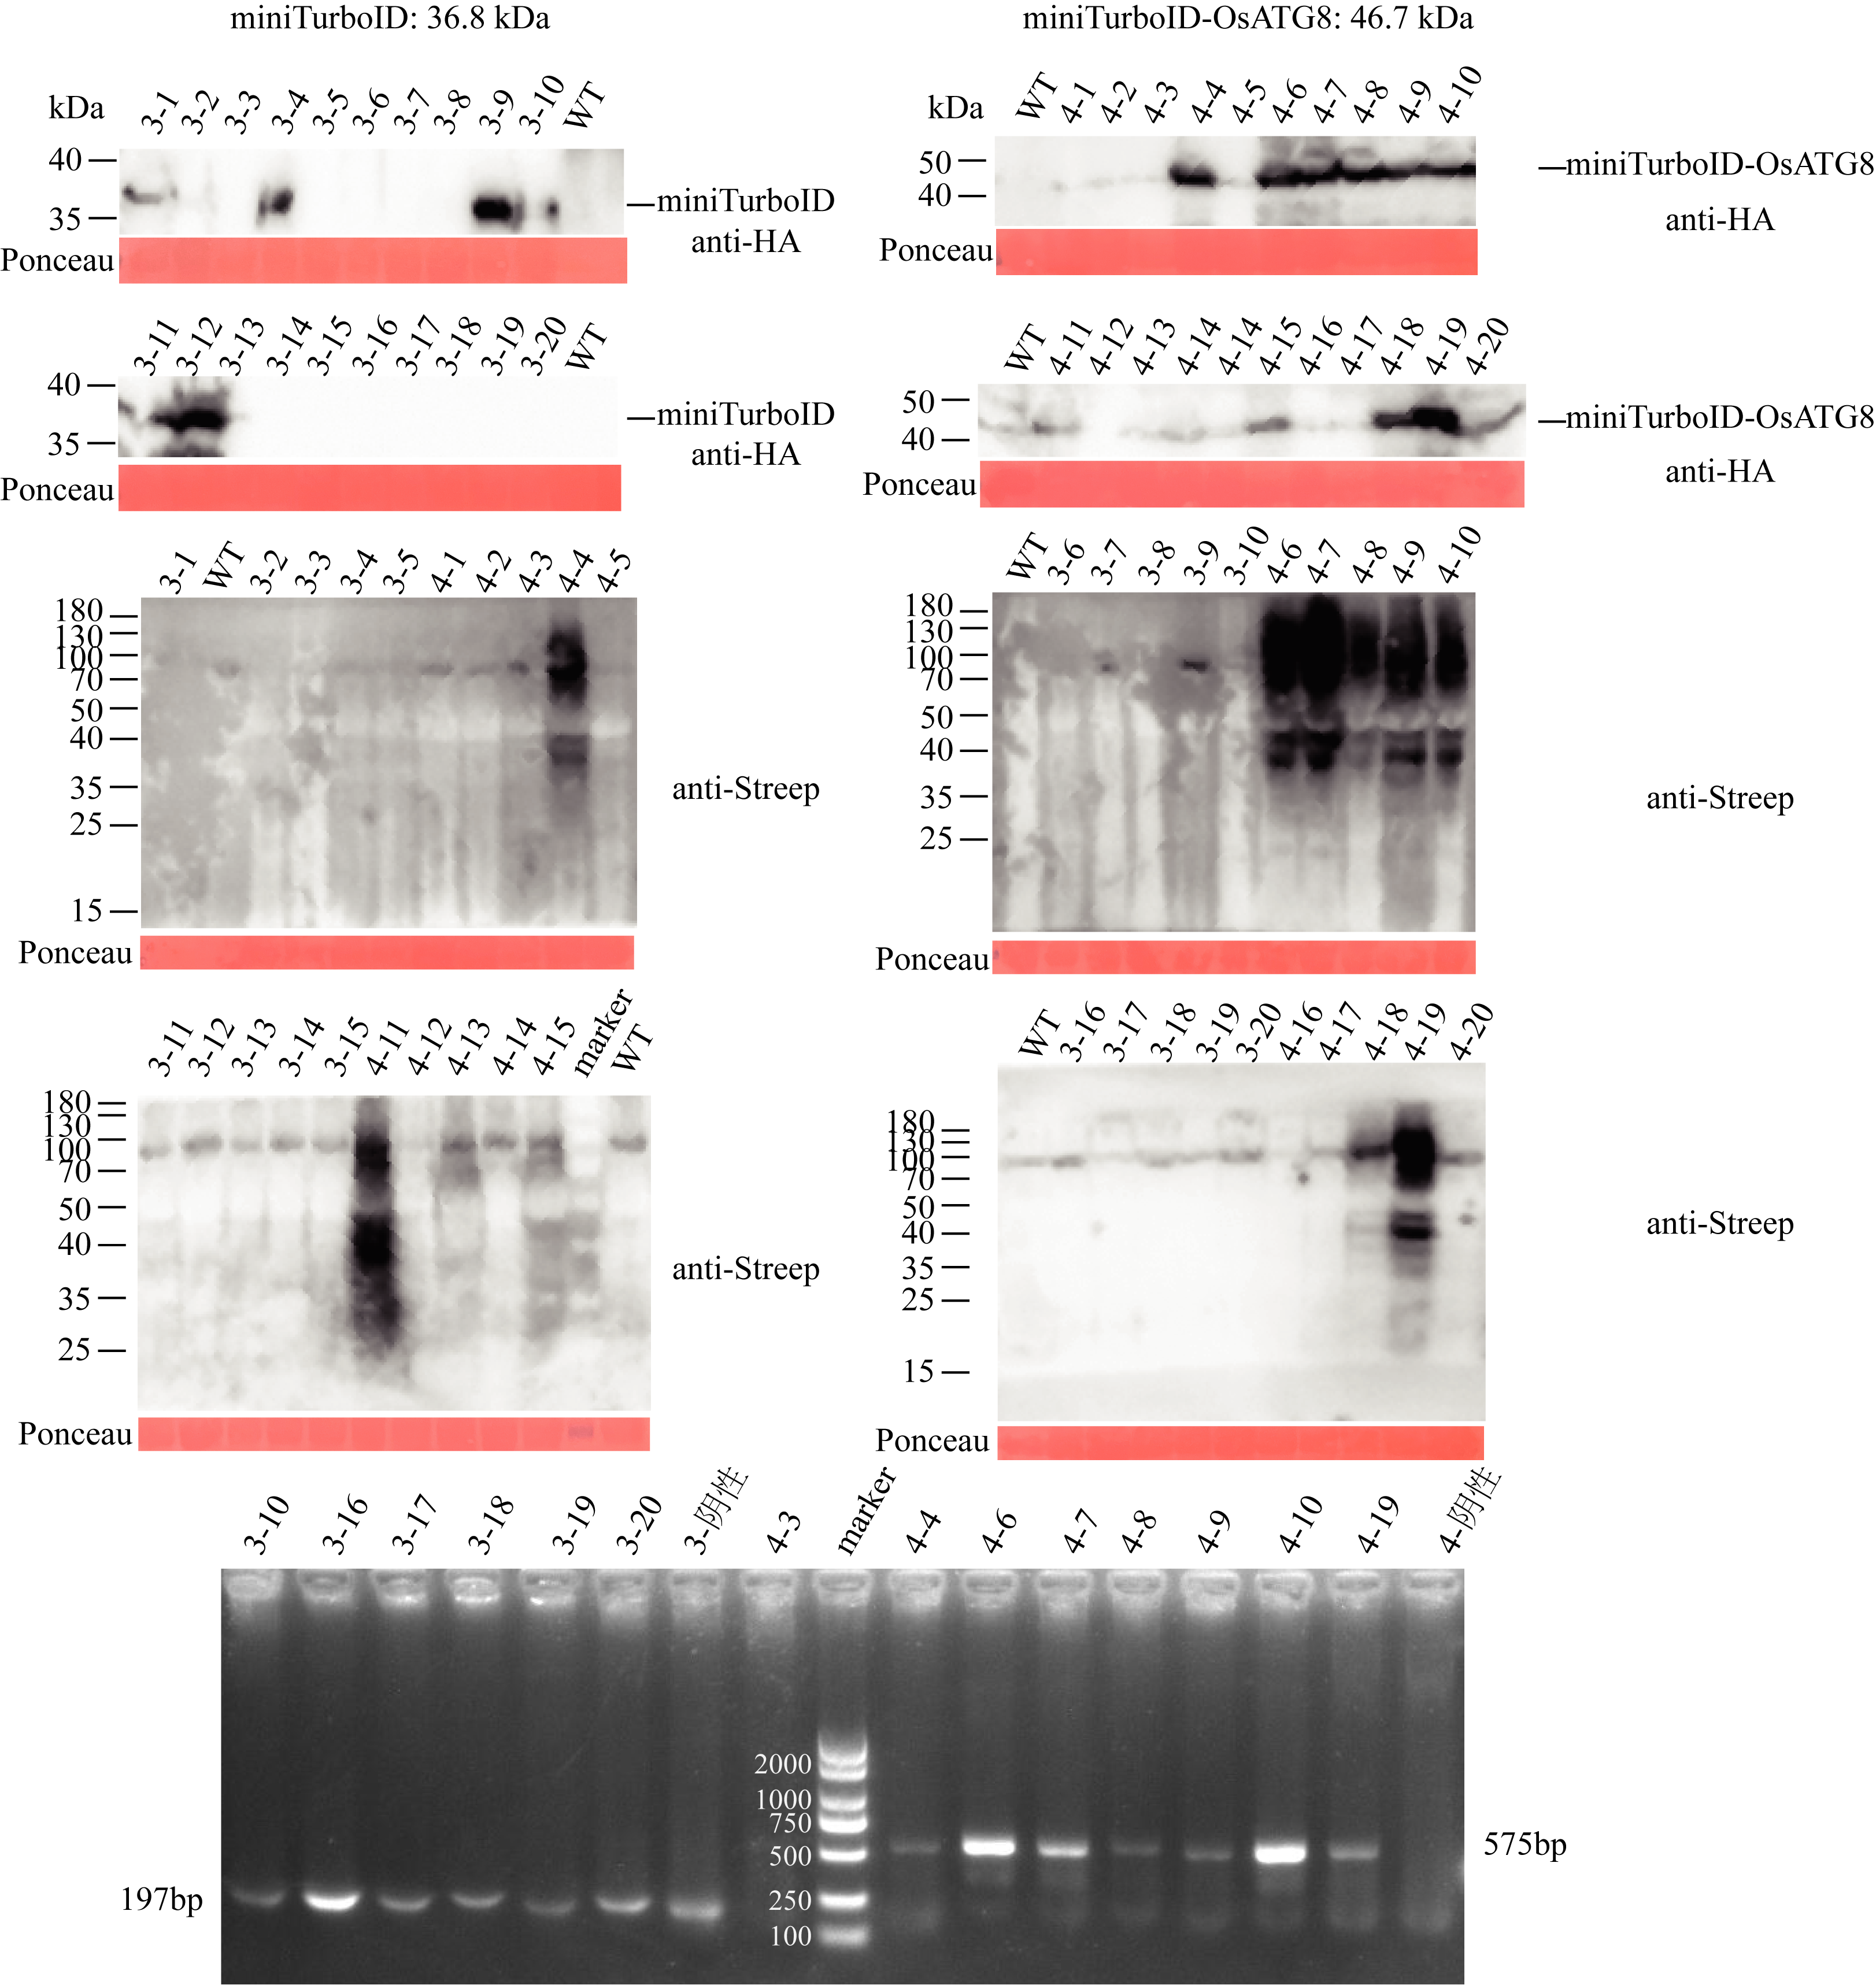 miniTurboID: 36.8 kDa
miniTurboID-OsATG8: 46.7 kDa
kDa
3-1 3-2 3-3 3-4 3-5 3-6 3-7 3-8 3-9 3-10 WT
40
35
miniTurboID
anti-HA
Ponceau
kDa
WT 4-1 4-2 4-3 4-4 4-5 4-6 4-7 4-8 4-9 4-10
50
40
miniTurboID-OsATG8
anti-HA
Ponceau
3-11 3-12 3-13 3-14 3-15 3-16 3-17 3-18 3-19 3-20 WT
40
35
miniTurboID
anti-HA
Ponceau
WT 4-11 4-12 4-13 4-14 4-14 4-15 4-16 4-17 4-18 4-19 4-20
50
40
miniTurboID-OsATG8
anti-HA
Ponceau
3-1 WT 3-2 3-3 3-4 3-5 4-1 4-2 4-3 4-4 4-5
180
130
100
70
50
40
35
25
15
anti-Streep
Ponceau
WT 3-6 3-7 3-8 3-9 3-10 4-6 4-7 4-8 4-9 4-10
180
130
100
70
50
40
35
25
anti-Streep
Ponceau
3-11 3-12 3-13 3-14 3-15 4-11 4-12 4-13 4-14 4-15 marker WT
180
130
100
70
50
40
35
25
anti-Streep
Ponceau
WT 3-16 3-17 3-18 3-19 3-20 4-16 4-17 4-18 4-19 4-20
180
130
100
70
50
40
35
25
15
anti-Streep
Ponceau
3-10 3-16 3-17 3-18 3-19 3-20 3-阴性 4-3 marker 4-4 4-6 4-7 4-8 4-9 4-10 4-19 4-阴性
2000
1000
750
500
250
100
197bp
575bp